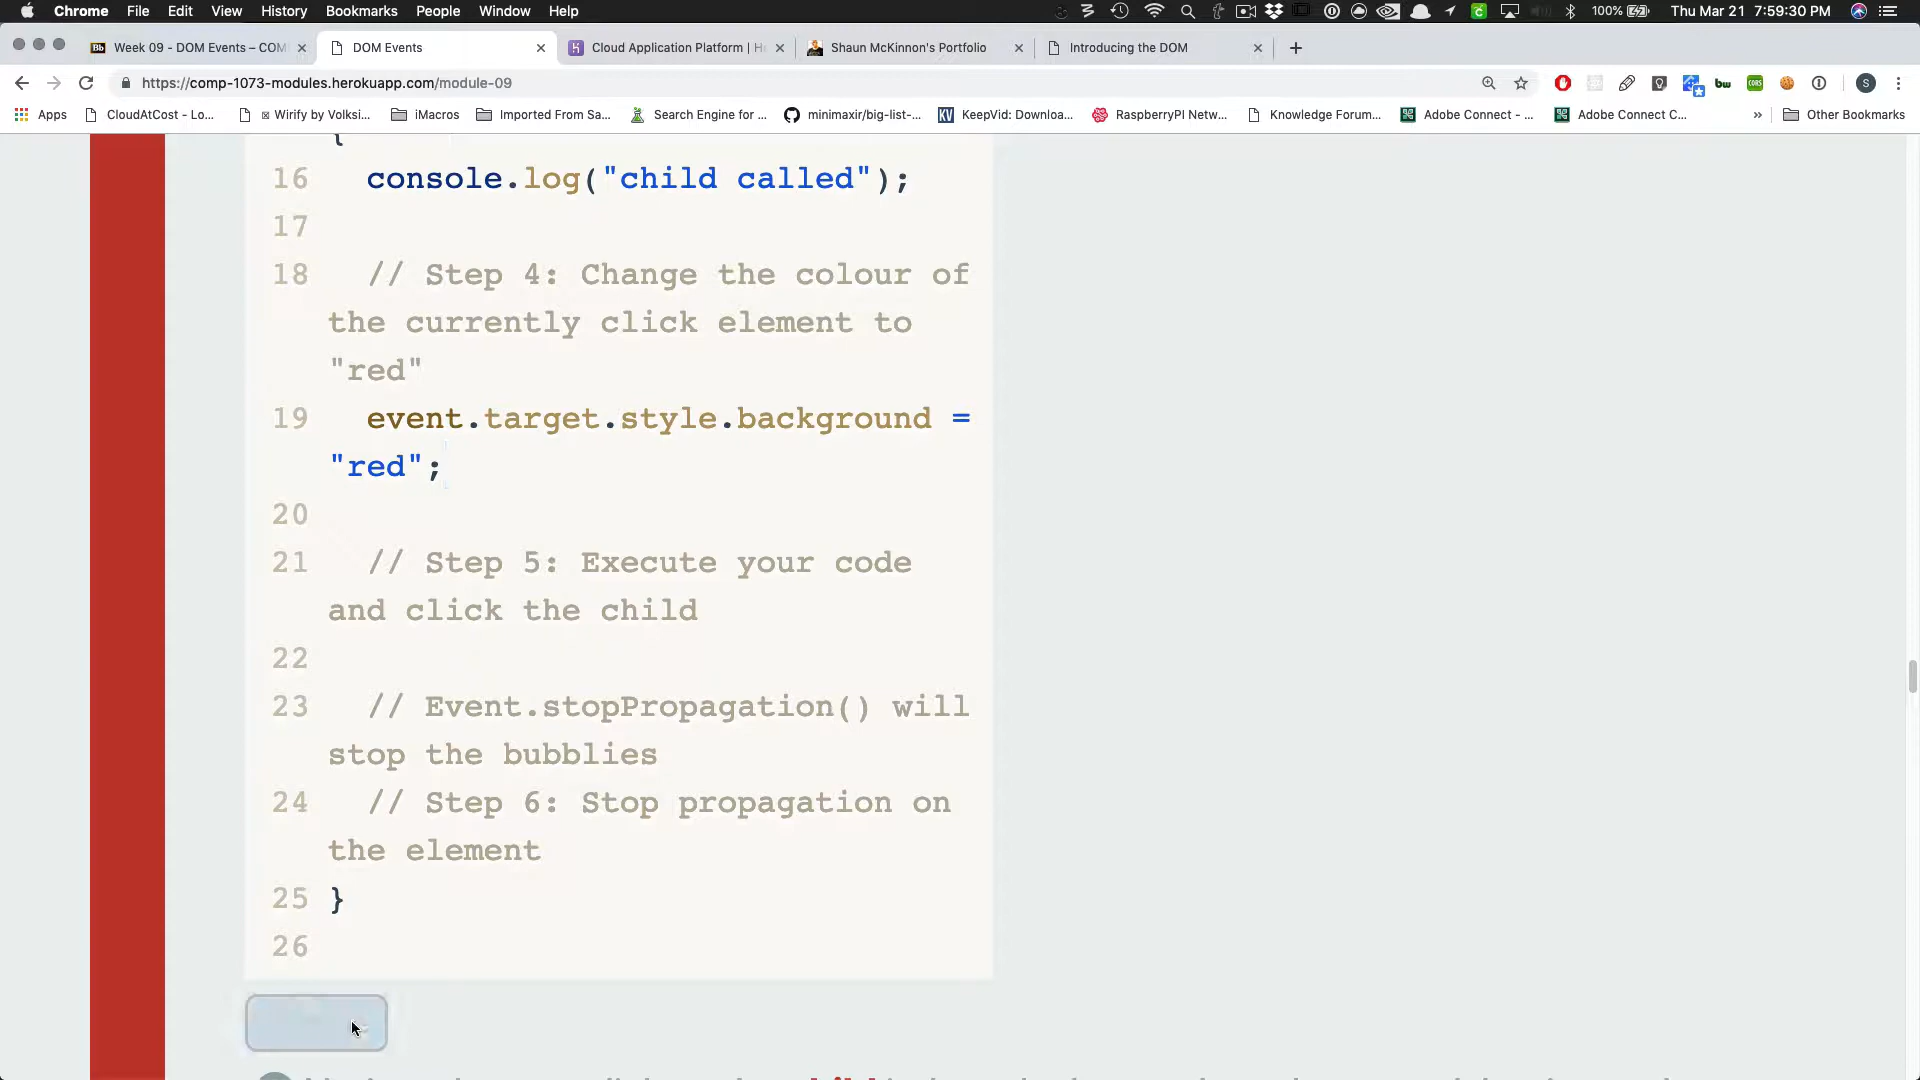 Chrome File Edit View History Bookmarks People Window Help 100% Thu Mar 21 7:59:30 PM
Bb Week 09 - DOM Events – COM DOM Events Cloud Application Platform | H Shaun McKinnon's Portfolio Introducing the DOM
https://comp-1073-modules.herokuapp.com/module-09
Apps CloudAtCost - Lo... Wirify by Volksi... iMacros Imported From Sa... Search Engine for ... minimaxir/big-list-... KV KeepVid: Downloa... RaspberryPI Netw... Knowledge Forum... Adobe Connect - ... Adobe Connect C... » Other Bookmarks
{
16 console.log("child called");
17
18 // Step 4: Change the colour of
the currently click element to
"red"
19 event.target.style.background =
"red";
20
21 // Step 5: Execute your code
and click the child
22
23 // Event.stopPropagation() will
stop the bubblies
24 // Step 6: Stop propagation on
the element
25 }
26